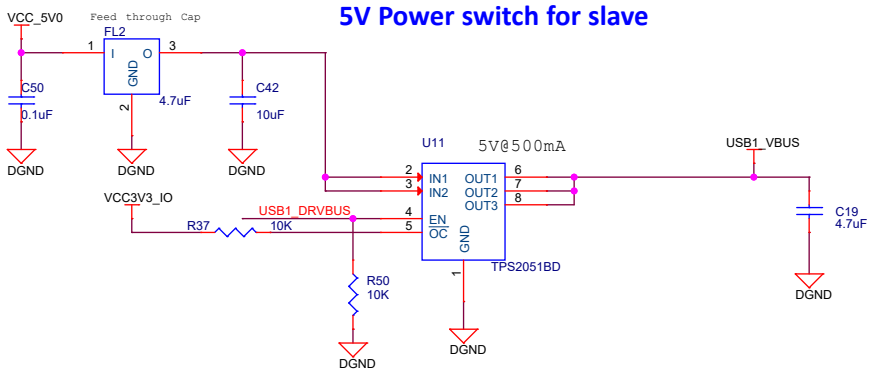 5V Power switch for slave
VCC_5V0
Feed through Cap
FL2
1
I
O
3
GND
2
4.7uF
C50
0.1uF
C42
10uF
DGND
DGND
DGND
U11
5V@500mA
USB1_VBUS
2
IN1
OUT1
6
3
IN2
OUT2
7
OUT3
8
VCC3V3_IO
USB1_DRVBUS
4
EN
R37
10K
5
OC
GND
1
TPS2051BD
C19
4.7uF
R50
10K
DGND
DGND
DGND